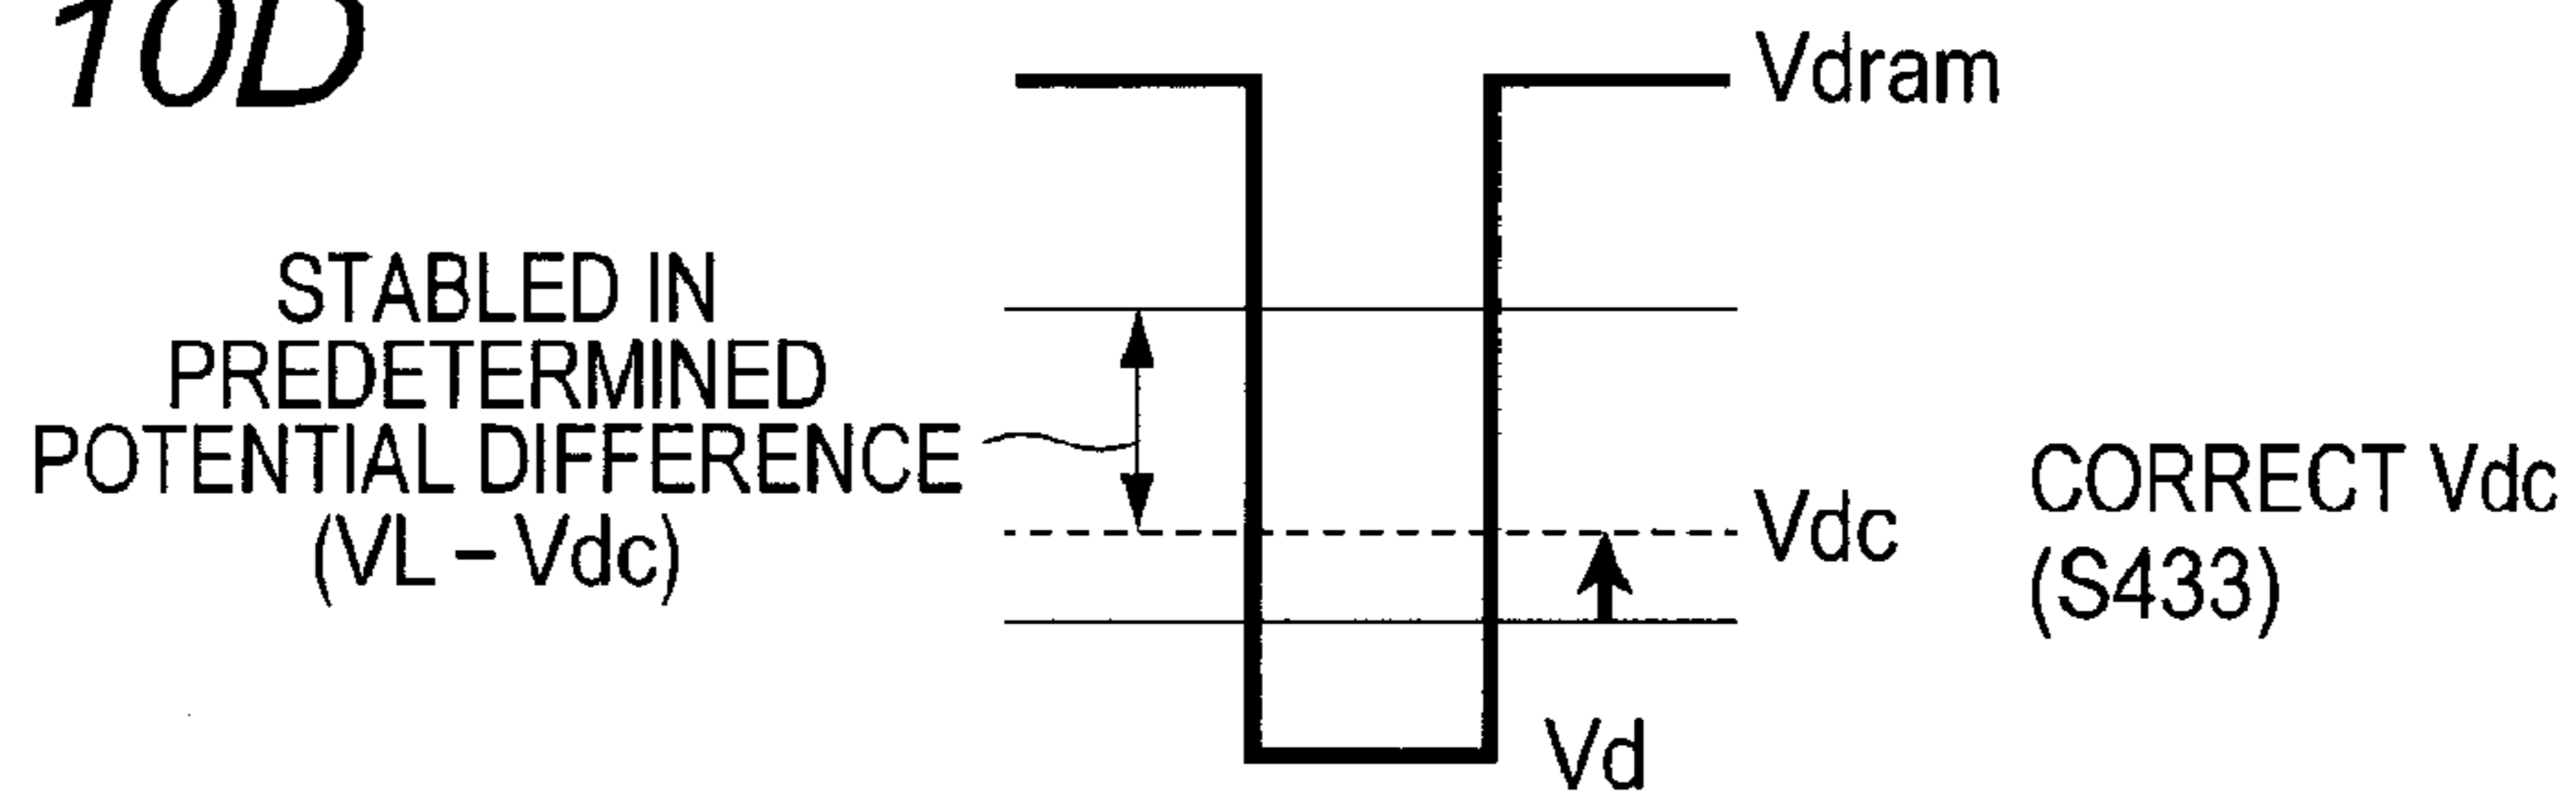 10D
Vdram
STABLED IN
PREDETERMINED
POTENTIAL DIFFERENCE
(VL – Vdc)
Vdc
CORRECT Vdc
(S433)
Vd